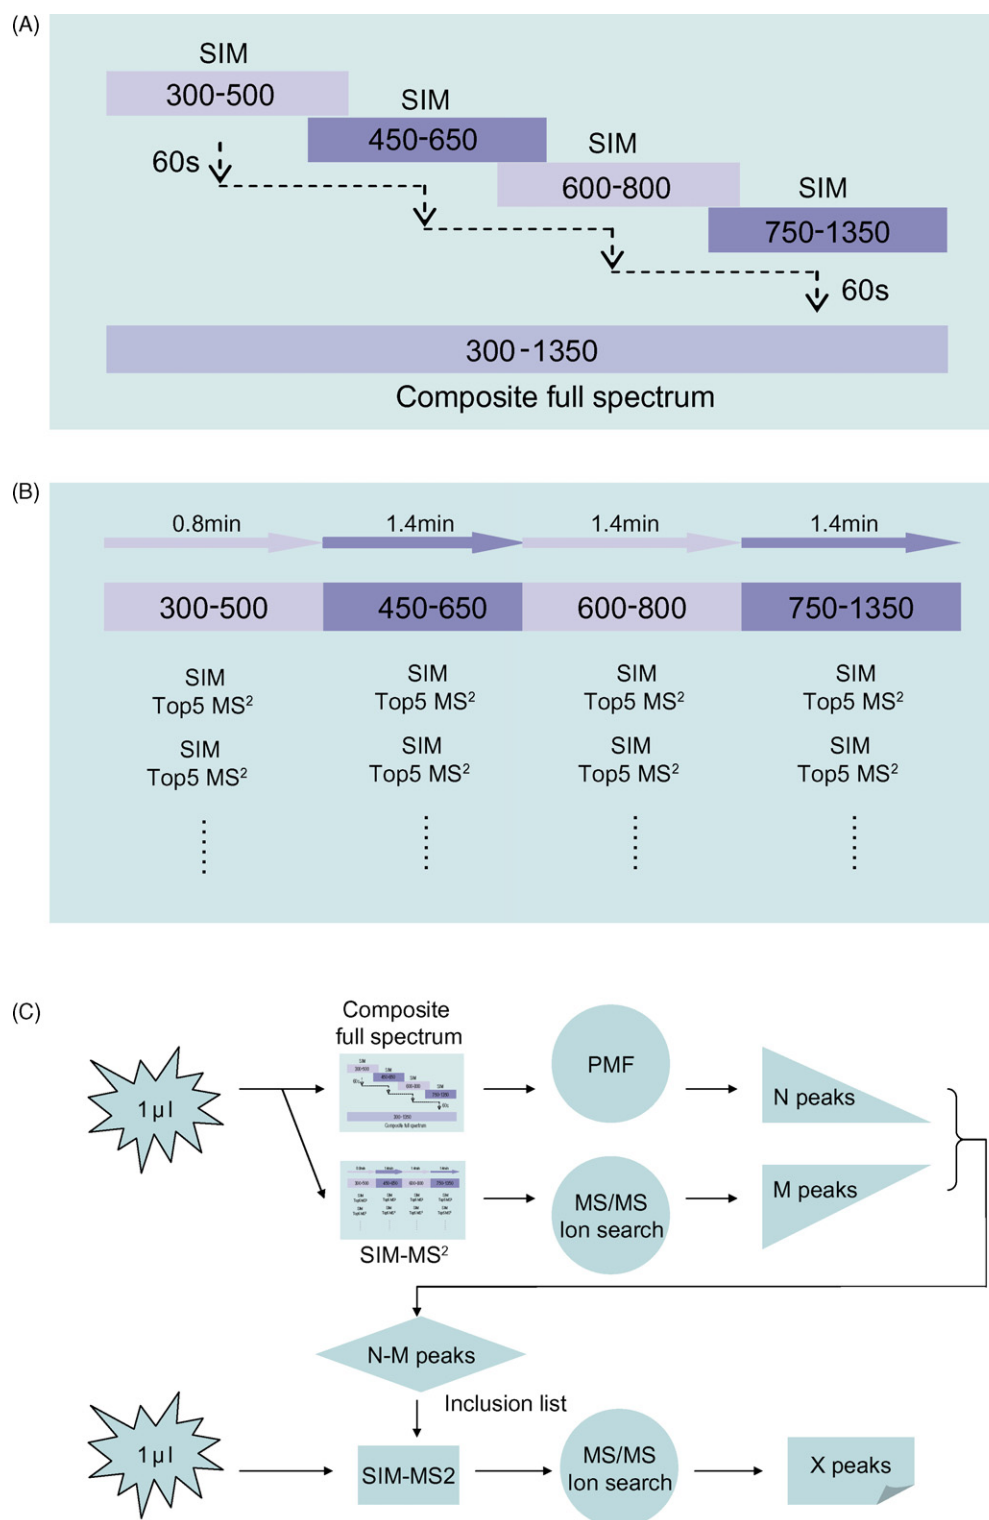 (A)
SIM
300-500
SIM
450-650
SIM
600-800
SIM
750-1350
60s
60s
300-1350
Composite full spectrum
(B)
0.8min
1.4min
1.4min
1.4min
300-500
450-650
600-800
750-1350
SIM
Top5 MS²
SIM
Top5 MS²
SIM
Top5 MS²
SIM
Top5 MS²
SIM
Top5 MS²
SIM
Top5 MS²
SIM
Top5 MS²
SIM
Top5 MS²
(C)
Composite
full spectrum
1 µl
PMF
N peaks
MS/MS
Ion search
M peaks
SIM-MS²
N-M peaks
Inclusion list
1 µl
SIM-MS2
MS/MS
Ion search
X peaks